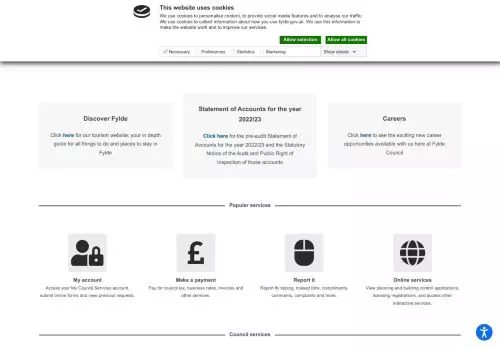 This website uses cookies
We use cookies to personalise content, to provide social media features and to analyse our traffic.
We use cookies to collect information about how you use fylde.gov.uk. We use this information to
make the website work and to improve our services.
Allow selection
Allow all cookies
Necessary
Preferences
Statistics
Marketing
Show details
Discover Fylde
Click here for our tourism website; your in depth
guide for all things to do and places to stay in
Fylde
Statement of Accounts for the year
2022/23
Click here for the pre-audit Statement of
Accounts for the year 2022/23 and the Statutory
Notice of the Audit and Public Right of
Inspection of those accounts
Careers
Click here to see the exciting new career
opportunities available with us here at Fylde
Council
Popular services
My account
Access your My Council Services account,
submit online forms and view previous requests.
Make a payment
Pay for council tax, business rates, invoices and
other services.
Report it
Report fly tipping, missed bins, compliments,
comments, complaints and more.
Online services
View planning and building control applications,
licensing registrations, and access other
interactive services.
Council services